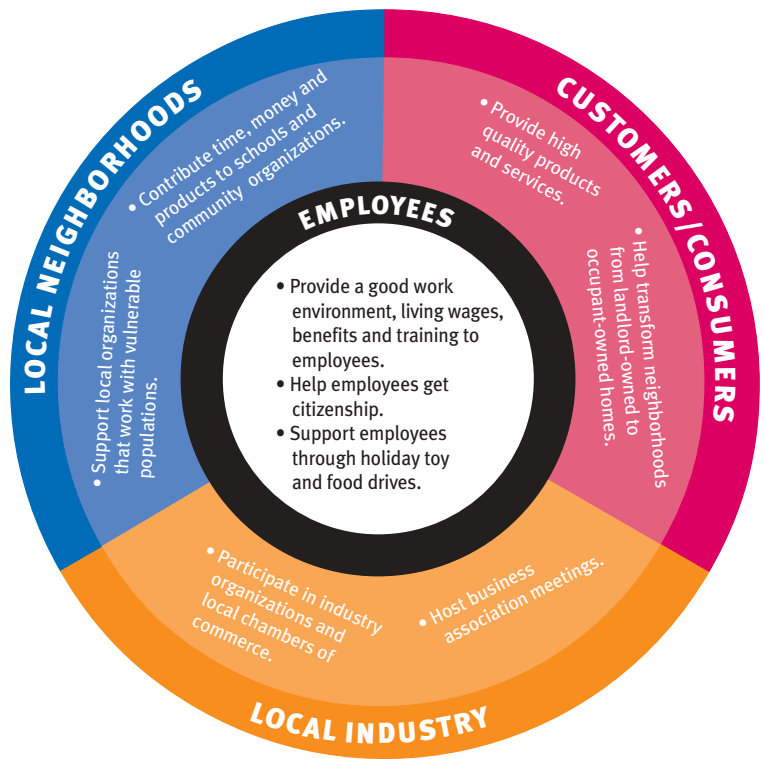 LOCAL NEIGHBORHOODS
• Contribute time, money and
products to schools and
community organizations.
• Support local organizations
that work with vulnerable
populations.
CUSTOMERS/CONSUMERS
• Provide high
quality products
and services.
• Help transform neighborhoods
from landlord-owned to
occupant-owned homes.
EMPLOYEES
• Provide a good work
environment, living wages,
benefits and training to
employees.
• Help employees get
citizenship.
• Support employees
through holiday toy
and food drives.
• Participate in industry
organizations and
local chambers of
commerce.
• Host business
association meetings.
LOCAL INDUSTRY